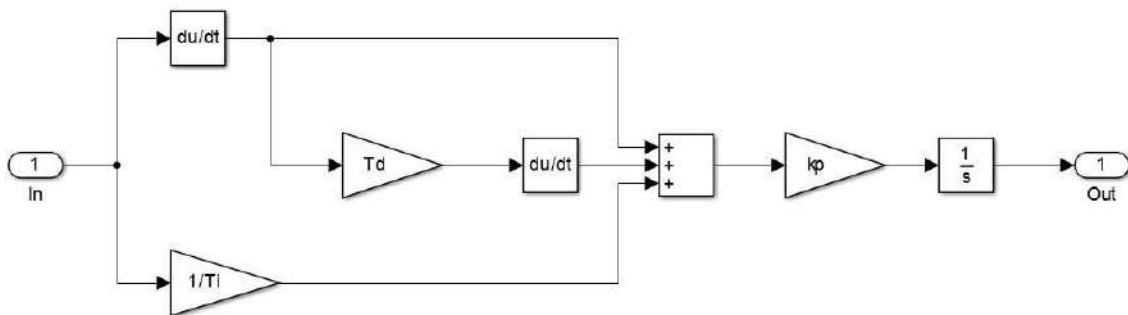 du/dt
1
In
Td
du/dt
+
+
+
kp
1
s
1
Out
1/Ti